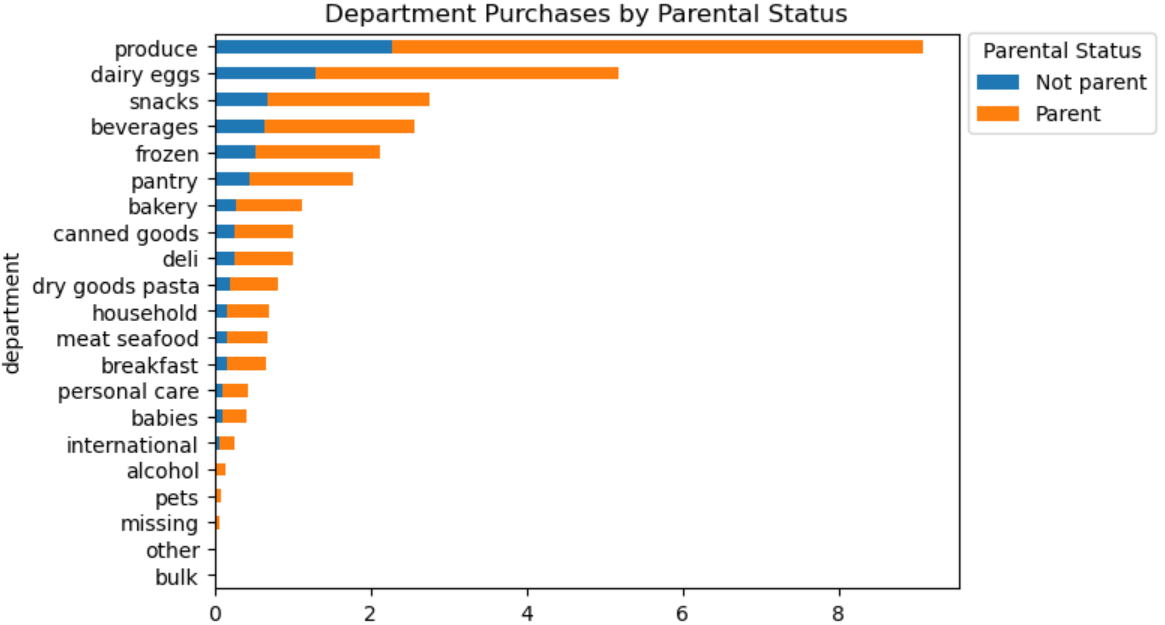 Department Purchases by Parental Status
produce
dairy eggs
snacks
beverages
frozen
pantry
bakery
canned goods
deli
dry goods pasta
household
meat seafood
breakfast
personal care
babies
international
alcohol
pets
missing
other
bulk
department
0 2 4 6 8
Parental Status
Not parent
Parent